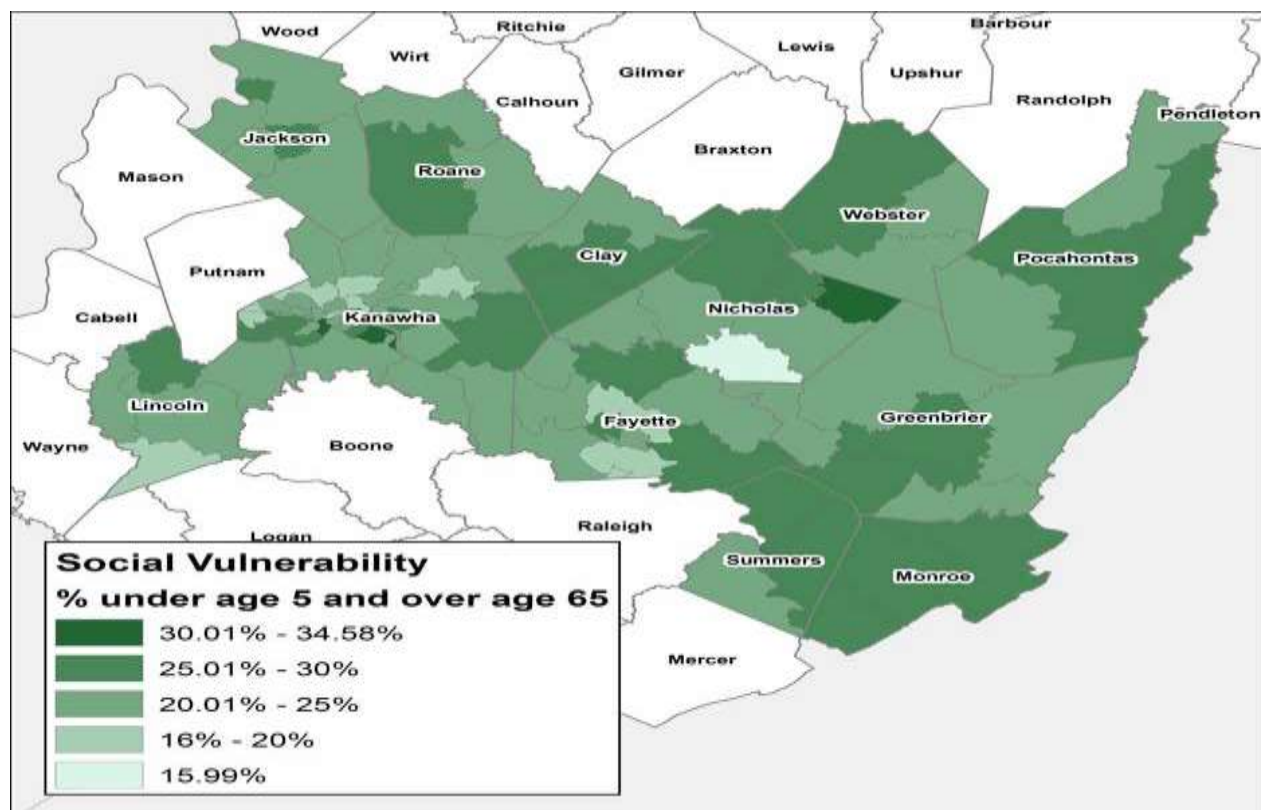 Wood
Ritchie
Barbour
Wirt
Lewis
Gilmer
Upshur
Calhoun
Randolph
Pendleton
Jackson
Braxton
Mason
Roane
Webster
Clay
Pocahontas
Putnam
Nicholas
Cabell
Kanawha
Lincoln
Fayette
Greenbrier
Wayne
Boone
Raleigh
Logan
Summers
Monroe
Mercer
Social Vulnerability
% under age 5 and over age 65
30.01% - 34.58%
25.01% - 30%
20.01% - 25%
16% - 20%
15.99%